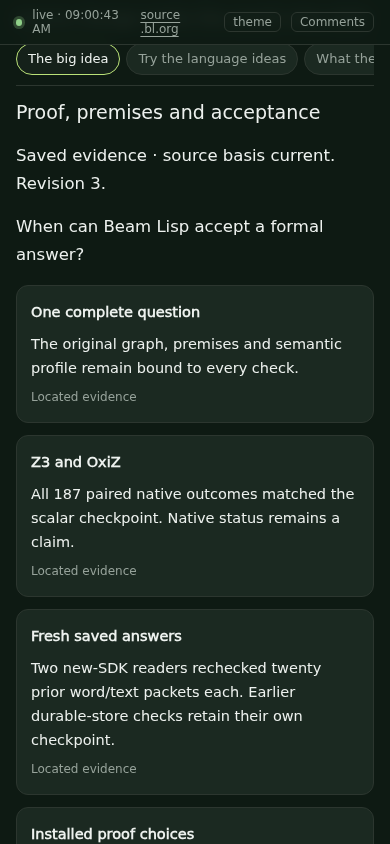 live · 09:00:43 AM
source .bl.org
theme
Comments
The big idea
Try the language ideas
What the
Proof, premises and acceptance
Saved evidence · source basis current.
Revision 3.
When can Beam Lisp accept a formal
answer?
One complete question
The original graph, premises and semantic
profile remain bound to every check.
Located evidence
Z3 and OxiZ
All 187 paired native outcomes matched the
scalar checkpoint. Native status remains a
claim.
Located evidence
Fresh saved answers
Two new-SDK readers rechecked twenty
prior word/text packets each. Earlier
durable-store checks retain their own
checkpoint.
Located evidence
Installed proof choices